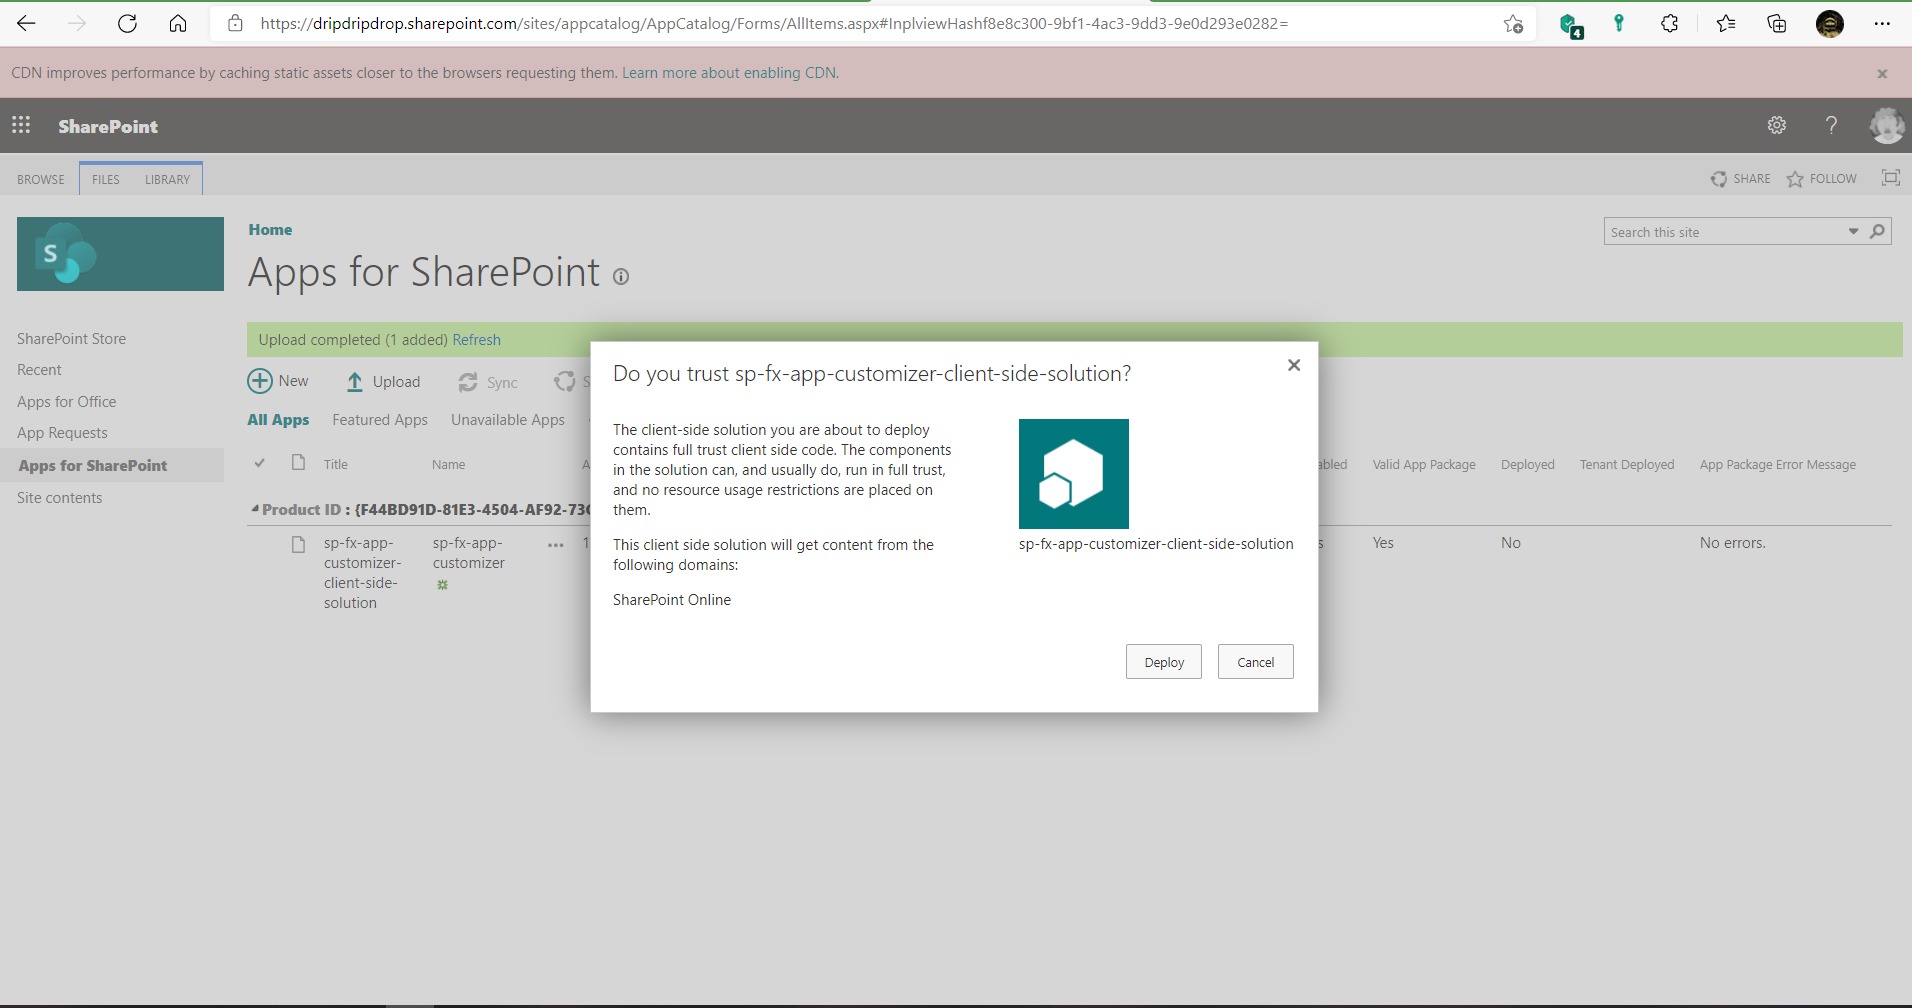 https://dripdripdrop.sharepoint.com/sites/appcatalog/AppCatalog/Forms/AllItems.aspx#InplviewHashf8e8c300-9bf1-4ac3-9dd3-9e0d293e0282=
4
CDN improves performance by caching static assets closer to the browsers requesting them. Learn more about enabling CDN.
SharePoint
BROWSE FILES LIBRARY SHARE FOLLOW
S
Home
Search this site
Apps for SharePoint
SharePoint Store
Recent
Apps for Office
App Requests
Apps for SharePoint
Site contents
Upload completed (1 added) Refresh
New Upload Sync S
All Apps Featured Apps Unavailable Apps
Title Name A abled Valid App Package Deployed Tenant Deployed App Package Error Message
Product ID : {F44BD91D-81E3-4504-AF92-73
sp-fx-app-
customizer-
client-side-
solution
sp-fx-app-
customizer
1 s Yes No No errors.
Do you trust sp-fx-app-customizer-client-side-solution?
The client-side solution you are about to deploy
contains full trust client side code. The components
in the solution can, and usually do, run in full trust,
and no resource usage restrictions are placed on
them.
This client side solution will get content from the
following domains:
SharePoint Online
sp-fx-app-customizer-client-side-solution
Deploy Cancel